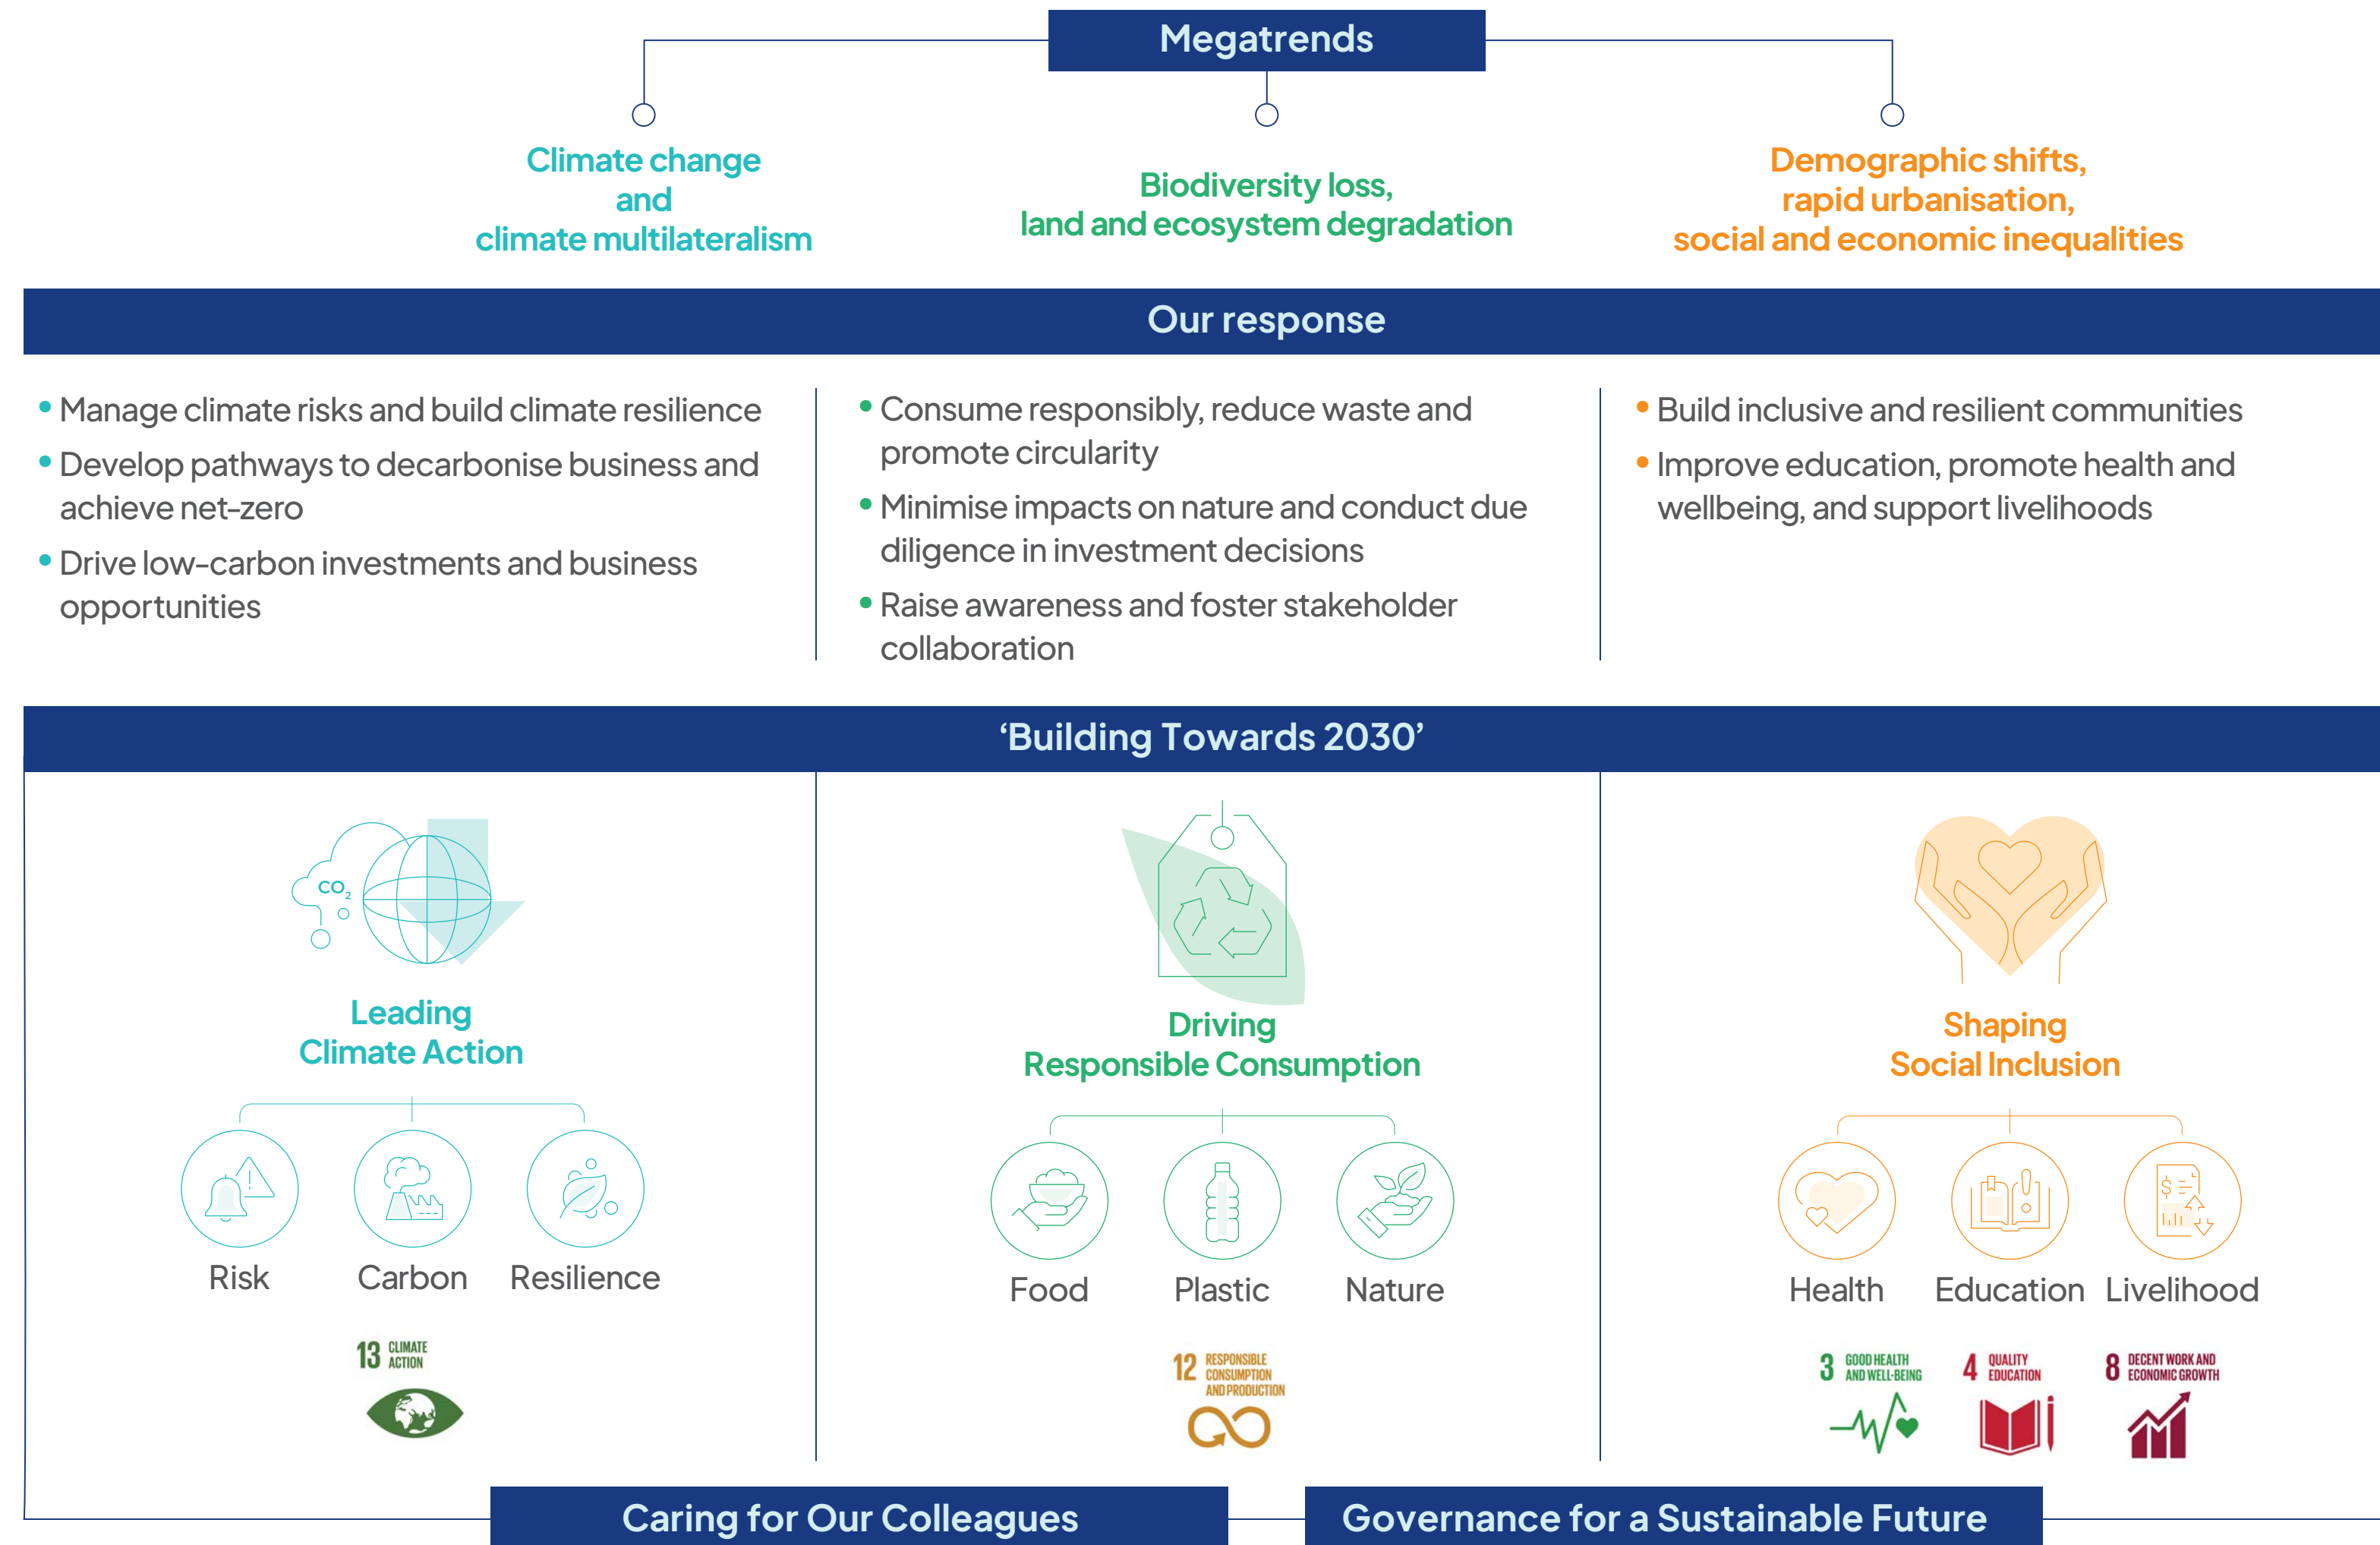 Megatrends
Climate change
and
climate multilateralism
Biodiversity loss,
land and ecosystem degradation
Demographic shifts,
rapid urbanisation,
social and economic inequalities
Our response
• Manage climate risks and build climate resilience
• Develop pathways to decarbonise business and
achieve net-zero
• Drive low-carbon investments and business
opportunities
• Consume responsibly, reduce waste and
promote circularity
• Minimise impacts on nature and conduct due
diligence in investment decisions
• Raise awareness and foster stakeholder
collaboration
• Build inclusive and resilient communities
• Improve education, promote health and
wellbeing, and support livelihoods
‘Building Towards 2030’
CO2
Leading
Climate Action
Risk
Carbon
Resilience
13 CLIMATE
ACTION
Driving
Responsible Consumption
Food
Plastic
Nature
12 RESPONSIBLE
CONSUMPTION
AND PRODUCTION
Shaping
Social Inclusion
$
Health
Education
Livelihood
3 GOOD HEALTH
AND WELL-BEING
4 QUALITY
EDUCATION
8 DECENT WORK AND
ECONOMIC GROWTH
Caring for Our Colleagues
Governance for a Sustainable Future